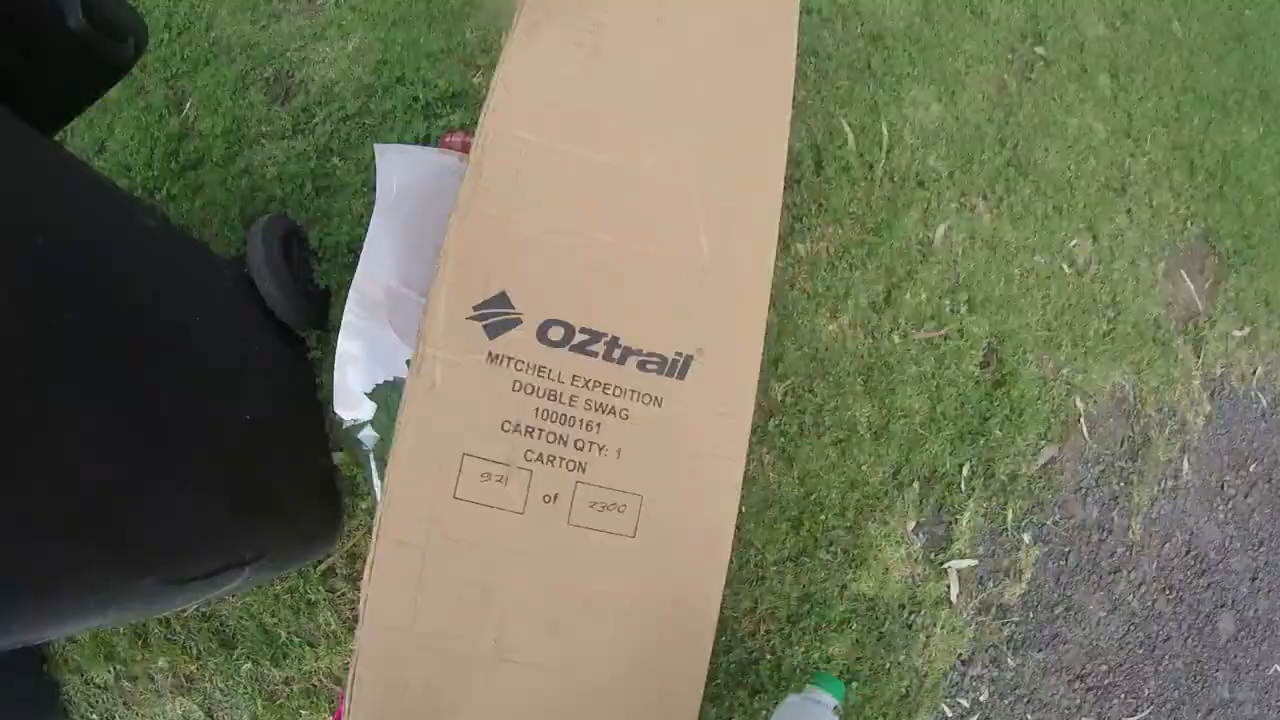 OZtrail
MITCHELL EXPEDITION
DOUBLE SWAG
10000161
CARTON QTY: 1
CARTON
921 of 2300